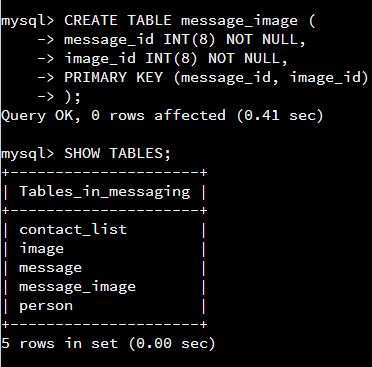 mysql> CREATE TABLE message_image (
    -> message_id INT(8) NOT NULL,
    -> image_id INT(8) NOT NULL,
    -> PRIMARY KEY (message_id, image_id)
    -> );
Query OK, 0 rows affected (0.41 sec)

mysql> SHOW TABLES;
+---------------------+
| Tables_in_messaging |
+---------------------+
| contact_list        |
| image               |
| message             |
| message_image       |
| person              |
+---------------------+
5 rows in set (0.00 sec)